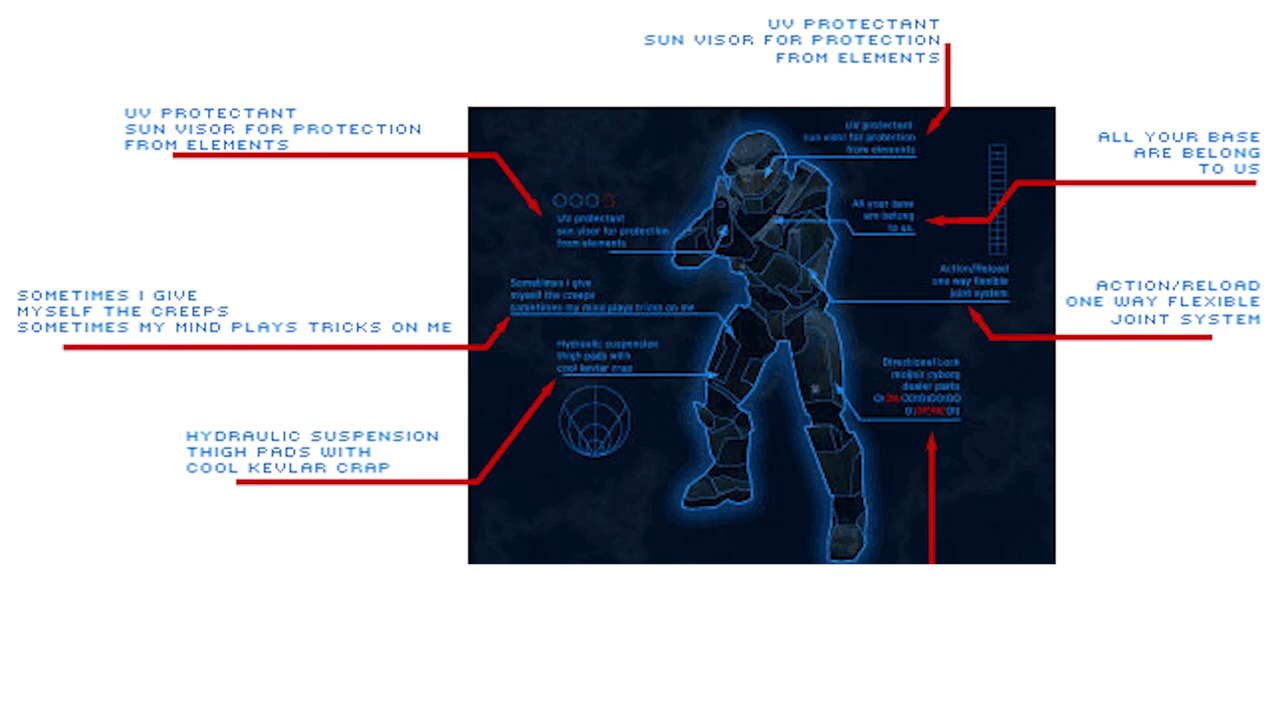 UV PROTECTANT
SUN VISOR FOR PROTECTION
FROM ELEMENTS
UV PROTECTANT
SUN VISOR FOR PROTECTION
FROM ELEMENTS
ALL YOUR BASE
ARE BELONG
TO US
SOMETIMES I GIVE
MYSELF THE CREEPS
SOMETIMES MY MIND PLAYS TRICKS ON ME
ACTION/RELOAD
ONE WAY FLEXIBLE
JOINT SYSTEM
HYDRAULIC SUSPENSION
THIGH PADS WITH
COOL KEVLAR CRAP
UV protectant
sun visor for protection
from elements
UV protectant
sun visor for protection
from elements
All your base
are belong
to us.
Sometimes i give
myself the creeps
sometimes my mind plays tricks on me
Action/Reload
one way flexible
joint system
Hydraulic suspension
thigh pads with
cool kevlar crap
Directional Lock
cyborg
dealer parts